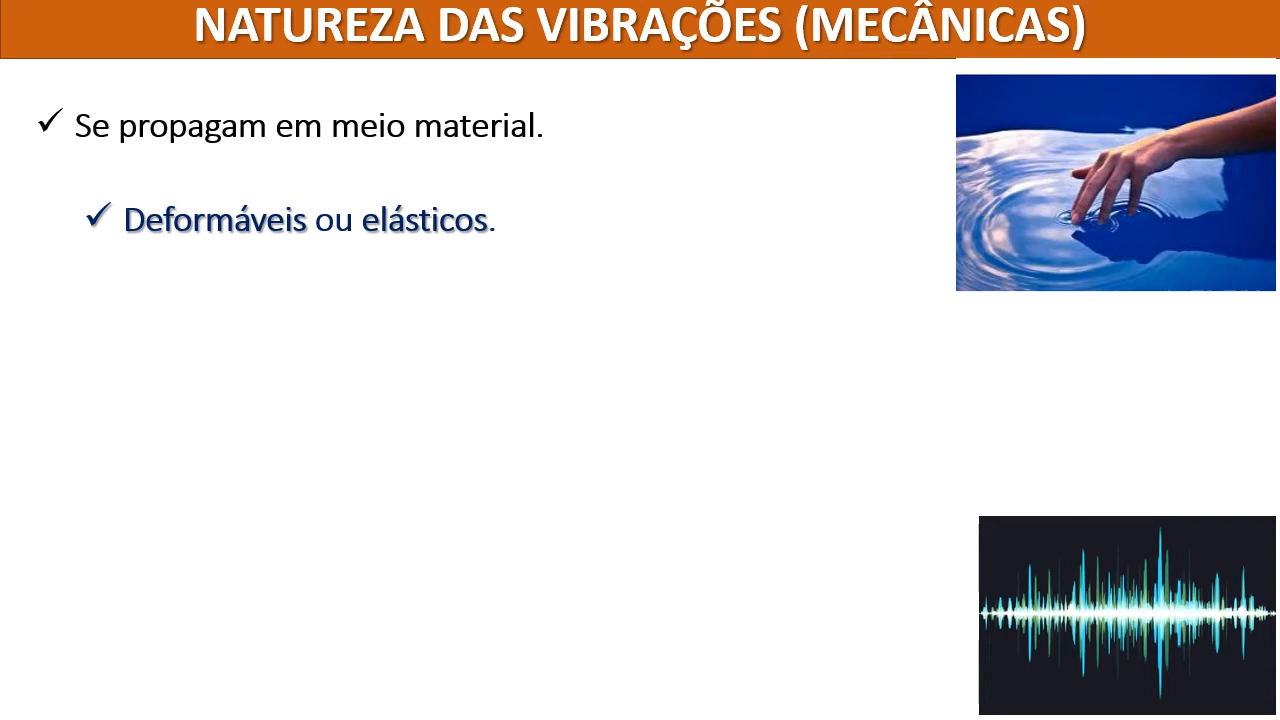 NATUREZA DAS VIBRAÇÕES (MECÂNICAS)
✓ Se propagam em meio material.
✓ Deformáveis ou elásticos.